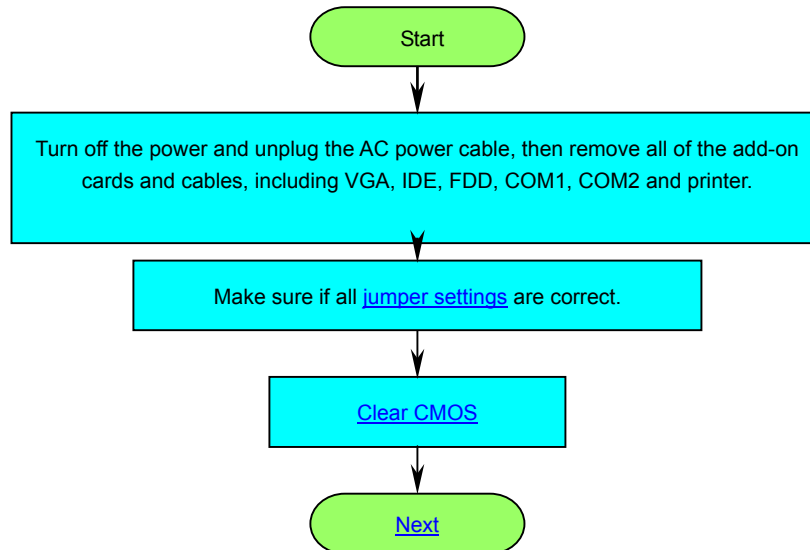 Start
Turn off the power and unplug the AC power cable, then remove all of the add-on
cards and cables, including VGA, IDE, FDD, COM1, COM2 and printer.
Make sure if all jumper settings are correct.
Clear CMOS
Next